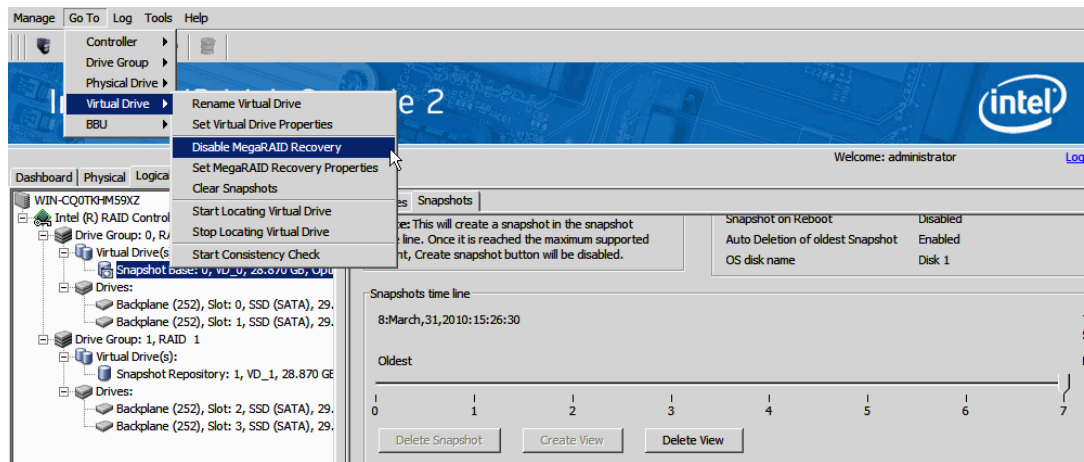 Manage Go To Log Tools Help
Controller
Drive Group
Physical Drive
Virtual Drive
BBU
Rename Virtual Drive
Set Virtual Drive Properties
Disable MegaRAID Recovery
Set MegaRAID Recovery Properties
Clear Snapshots
Start Locating Virtual Drive
Stop Locating Virtual Drive
Start Consistency Check
e 2
intel
Welcome: administrator
Log
Dashboard Physical Logica
WIN-CQ0TKHM59XZ
Intel (R) RAID Control
Drive Group: 0, RA
Virtual Drive(s
Snapshot Base: 0, VD_0, 28.870 GB, Opti
Drives:
Backplane (252), Slot: 0, SSD (SATA), 29.
Backplane (252), Slot: 1, SSD (SATA), 29.
Drive Group: 1, RAID 1
Virtual Drive(s):
Snapshot Repository: 1, VD_1, 28.870 GE
Drives:
Backplane (252), Slot: 2, SSD (SATA), 29.
Backplane (252), Slot: 3, SSD (SATA), 29.
es Snapshots
te: This will create a snapshot in the snapshot
line. Once it is reached the maximum supported
nt, Create snapshot button will be disabled.
Snapshot on Reboot Disabled
Auto Deletion of oldest Snapshot Enabled
OS disk name Disk 1
Snapshots time line
8:March,31,2010:15:26:30
Oldest
0 1 2 3 4 5 6 7
Delete Snapshot Create View Delete View